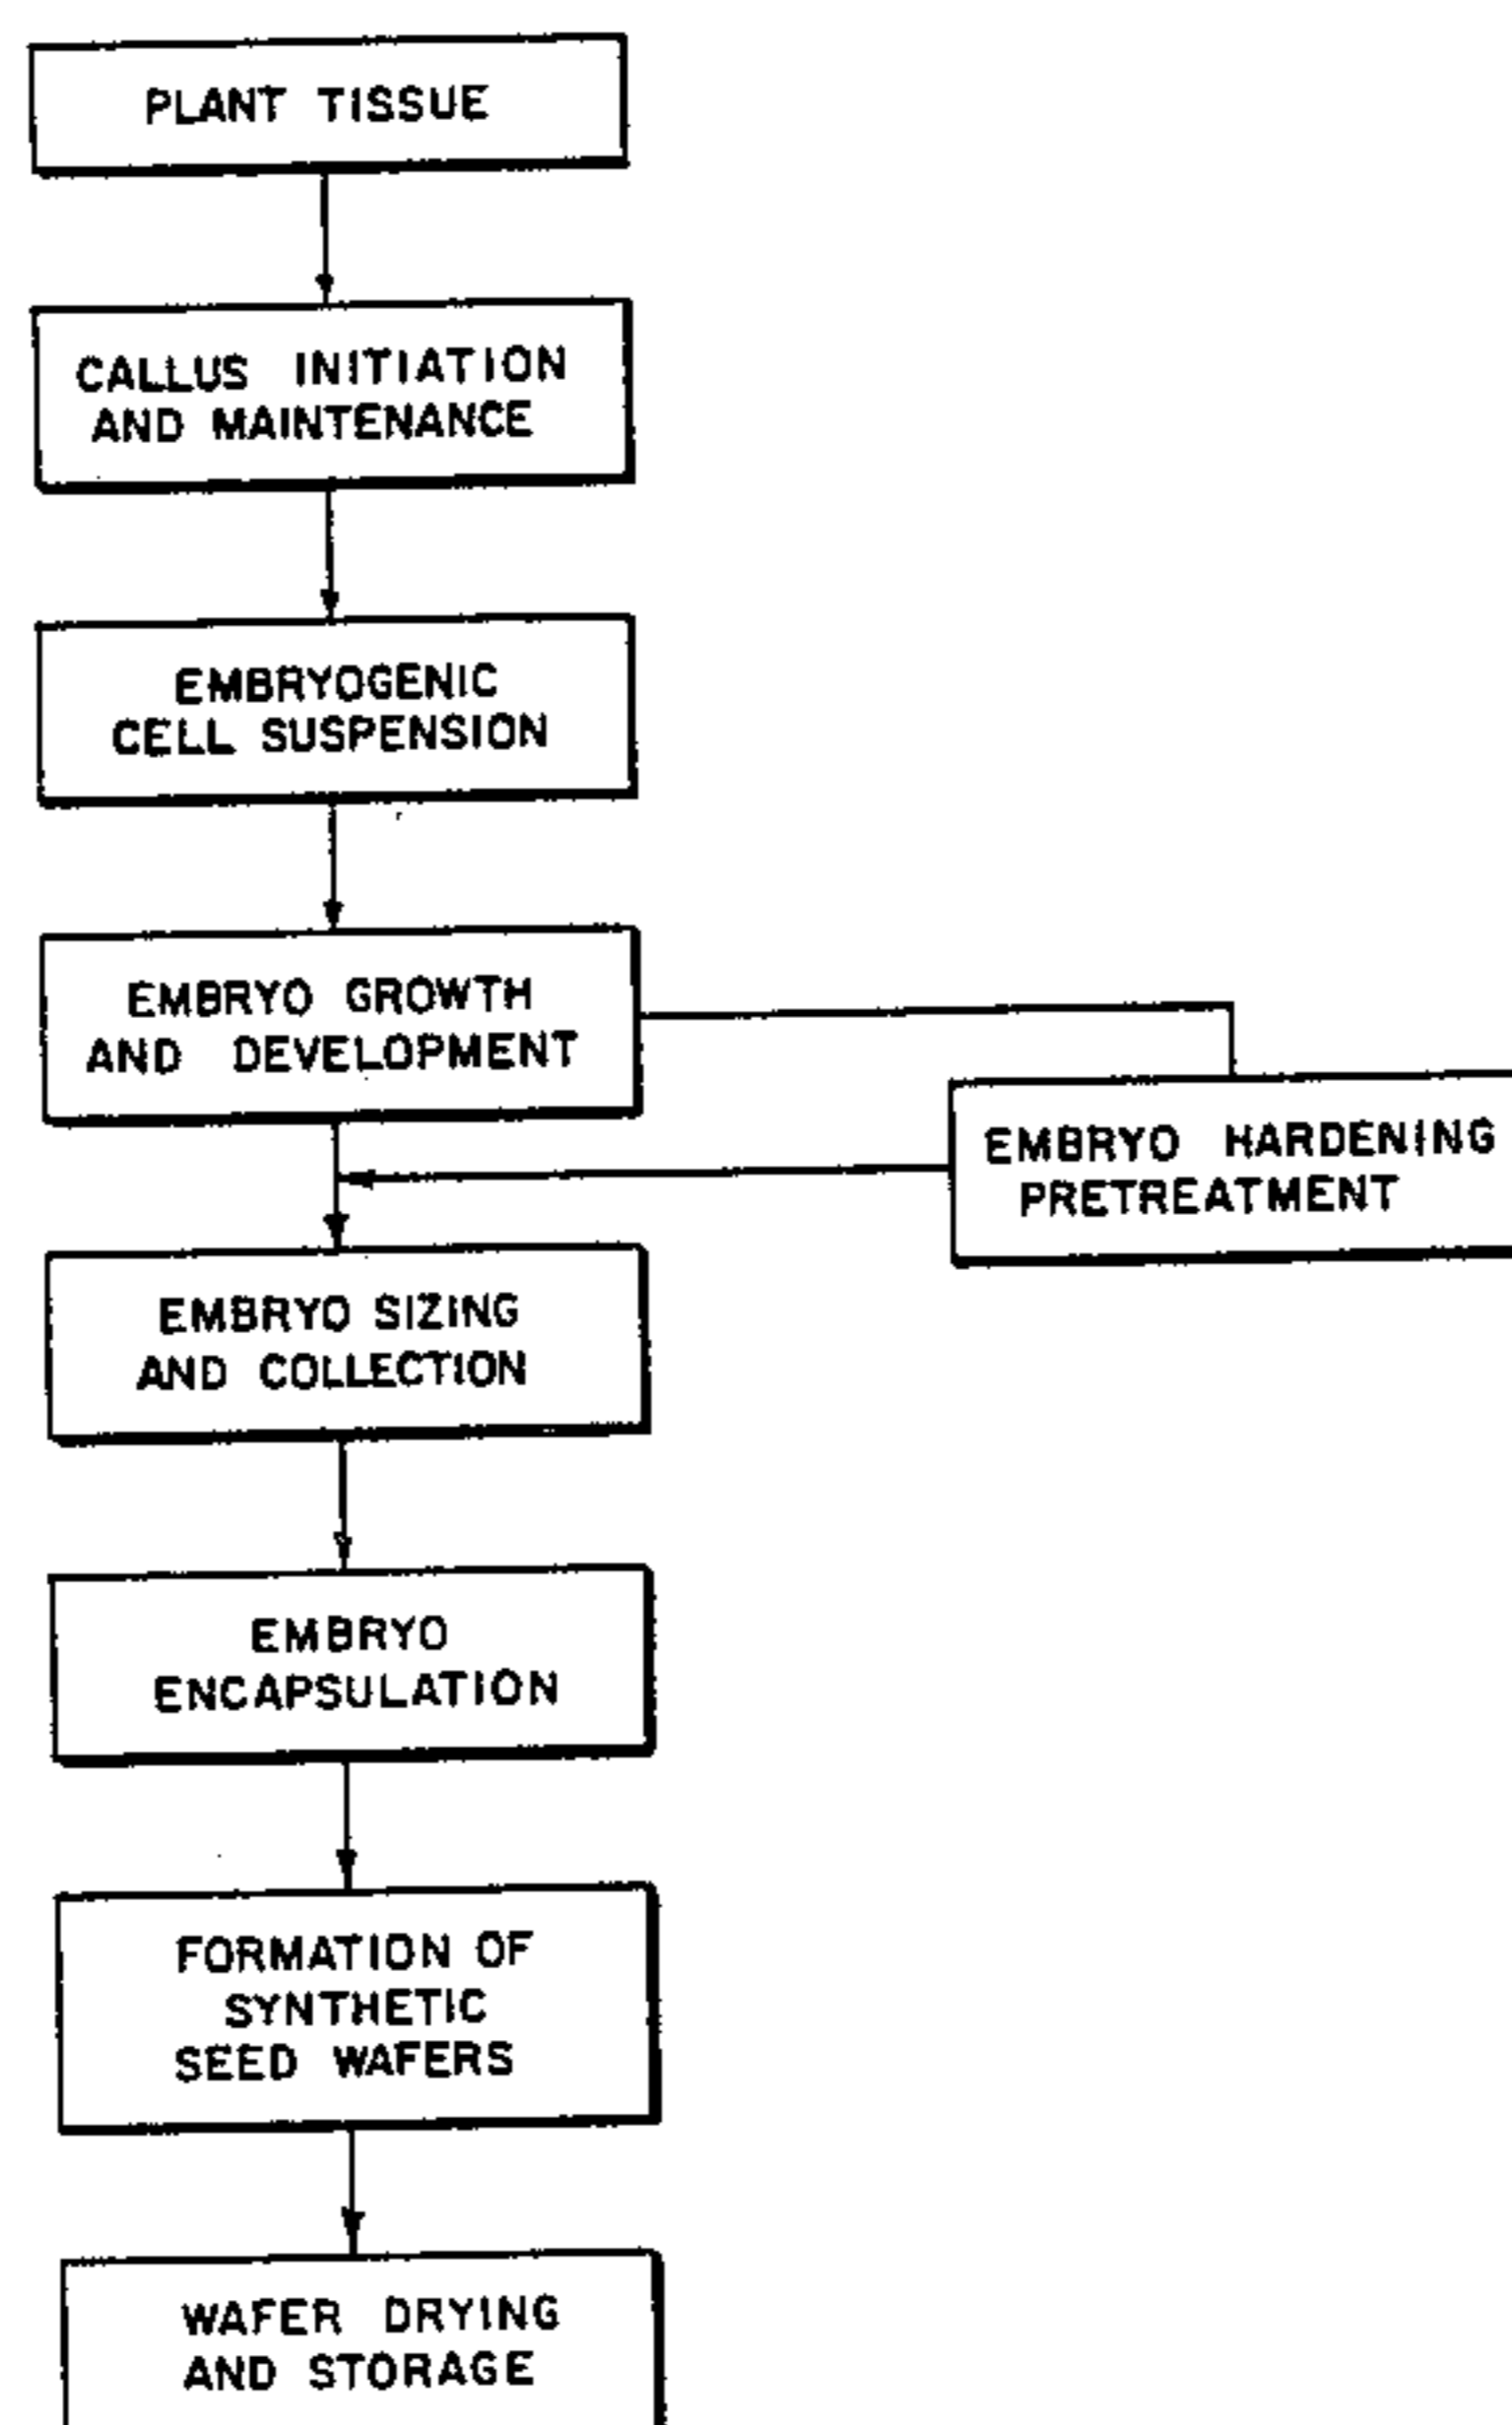 PLANT TISSUE
CALLUS INITIATION
AND MAINTENANCE
EMBRYOGENIC
CELL SUSPENSION
EMBRYO GROWTH
AND DEVELOPMENT
EMBRYO HARDENING
PRETREATMENT
EMBRYO SIZING
AND COLLECTION
EMBRYO
ENCAPSULATION
FORMATION OF
SYNTHETIC
SEED WAFERS
WAFER DRYING
AND STORAGE